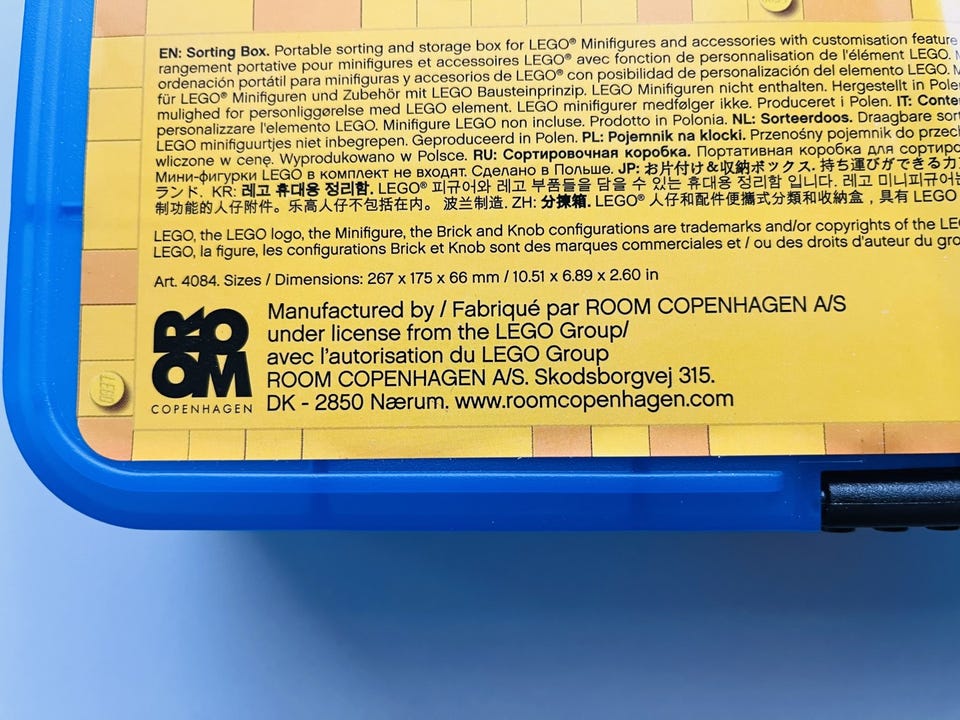 EN: Sorting Box. Portable sorting and storage box for LEGO® Minifigures and accessories with customisation feature
rangement portative pour minifigures et accessoires LEGO® avec fonction de personnalisation de l'élément LEGO.
ordenación portátil para minifiguras y accesorios de LEGO® con posibilidad de personalización del elemento LEGO.
für LEGO® Minifiguren und Zubehör mit LEGO Bausteinprinzip. LEGO Minifiguren nicht enthalten. Hergestellt in Polen
mulighed for personliggørelse med LEGO element. LEGO minifigurer medfølger ikke. Produceret i Polen. IT:
personalizzare l'elemento LEGO. Minifigure LEGO non incluse. Prodotto in Polonia. NL: Sorteerdoos. Draagbare
LEGO minifiguurtjes niet inbegrepen. Geproduceerd in Polen. PL: Pojemnik na klocki. Przenośny pojemnik do
wliczone w cenę. Wyprodukowano w Polsce. RU: Сортировочная коробка. Портативная коробка для
Мини-фигурки LEGO в комплект не входят. Сделано в Польше. JP: お片付け&収納ボックス. 持ち運びができる
ランド、KR: 레고 휴대용 정리함. LEGO® 피규어와 레고 부품들을 담을 수 있는 휴대용 정리함 입니다. 레고 미니피규어는
制功能的人仔附件。乐高人仔不包括在内。 波兰制造. ZH: 分揀箱. LEGO® 人仔和配件便攜式分類和收納盒，具有 LEGO
LEGO, the LEGO logo, the Minifigure, the Brick and Knob configurations are trademarks and/or copyrights of the
LEGO, la figure, les configurations Brick et Knob sont des marques commerciales et / ou des droits d'auteur du
Art. 4084. Sizes / Dimensions: 267 x 175 x 66 mm / 10.51 x 6.89 x 2.60 in
ROOM
COPENHAGEN
Manufactured by / Fabriqué par ROOM COPENHAGEN A/S
under license from the LEGO Group/
avec l'autorisation du LEGO Group
ROOM COPENHAGEN A/S. Skodsborgvej 315.
DK - 2850 Nærum. www.roomcopenhagen.com
LEGO